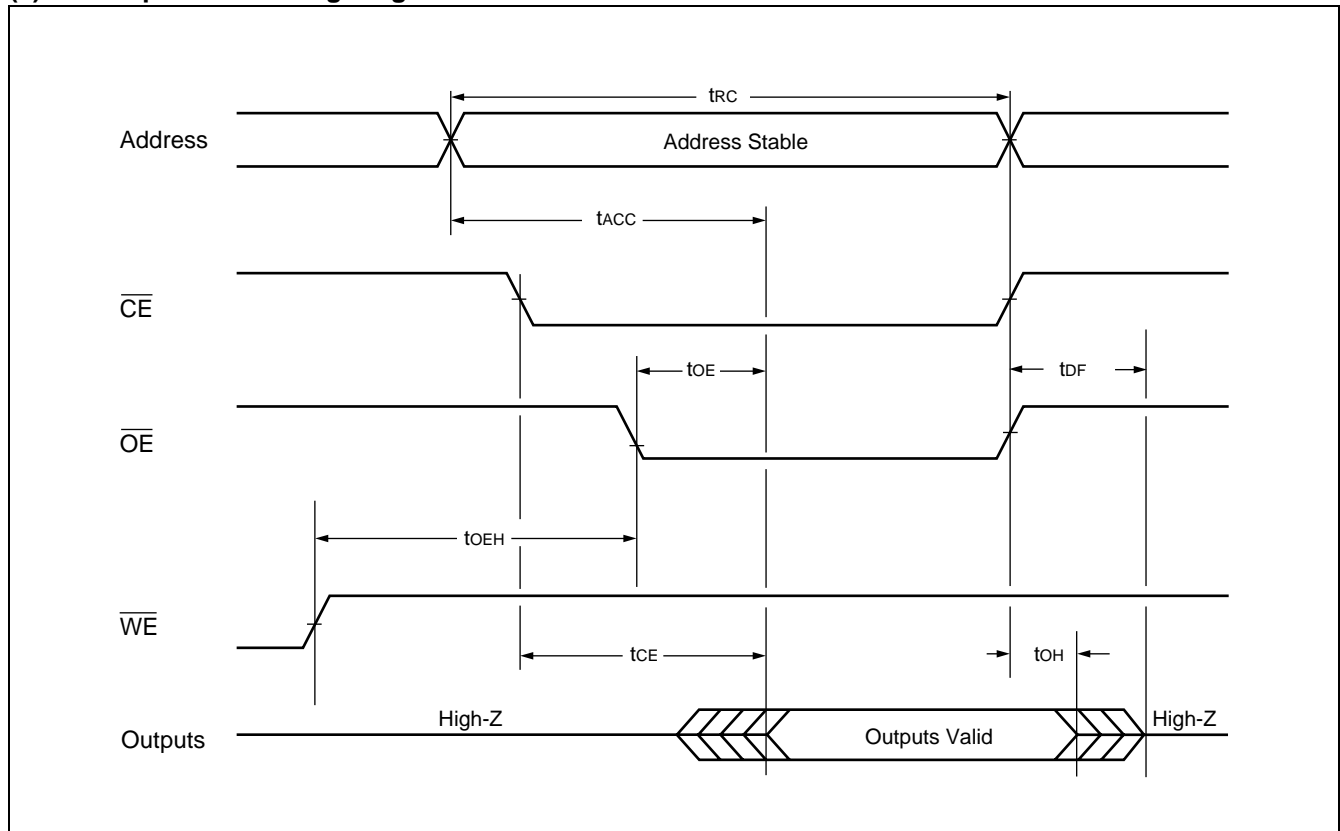 tRC
Address
Address Stable
tACC
CE
tOE
tDF
OE
tOEH
WE
tCE
tOH
High-Z
High-Z
Outputs
Outputs Valid